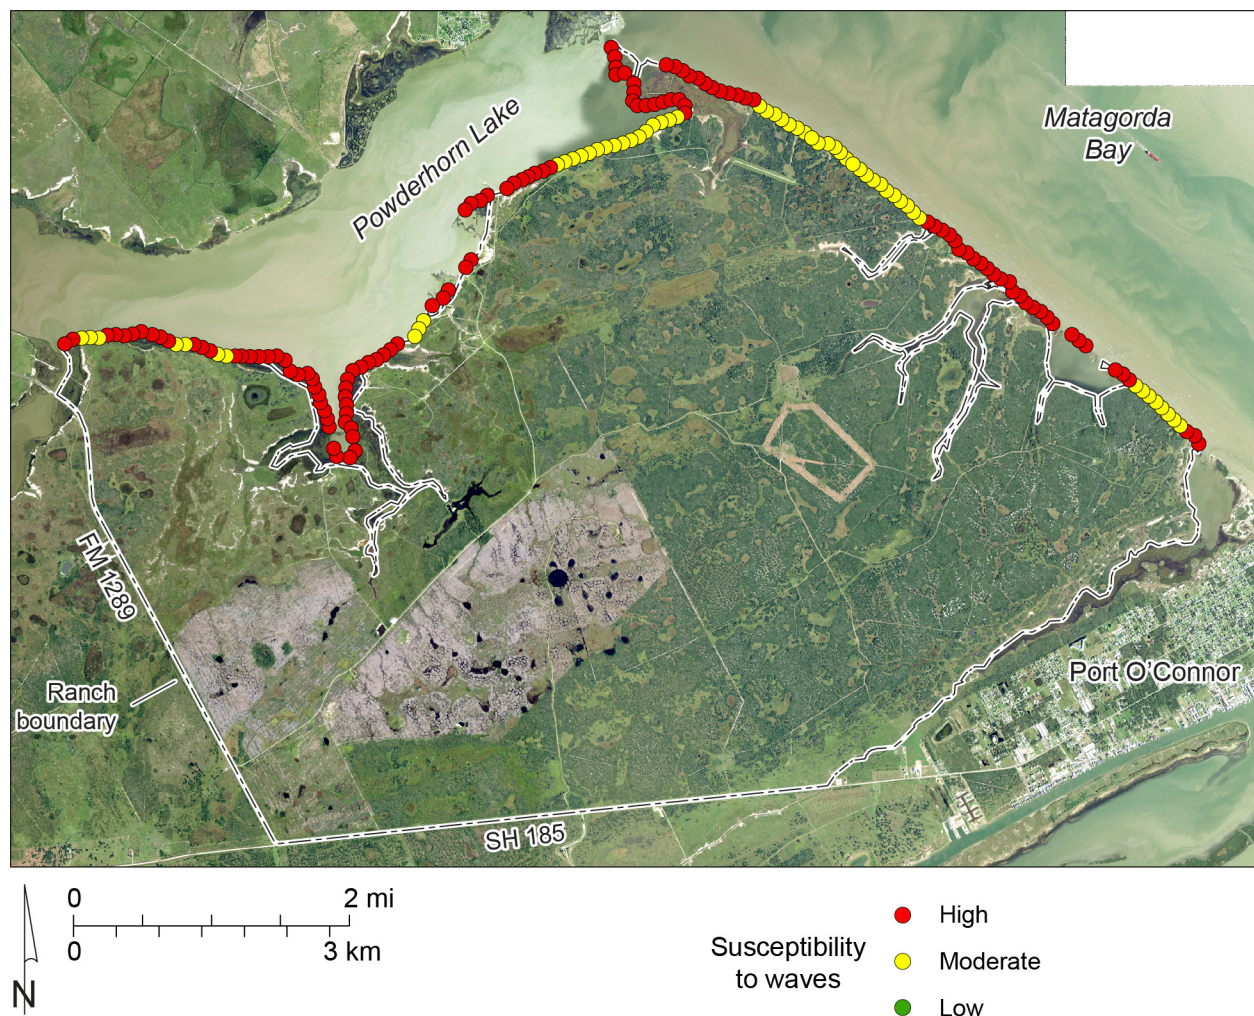 Matagorda
Bay
Powderhorn Lake
FM 1289
Ranch
boundary
Port O'Connor
SH 185
0 2 mi
0 3 km
N
Susceptibility
to waves
High
Moderate
Low